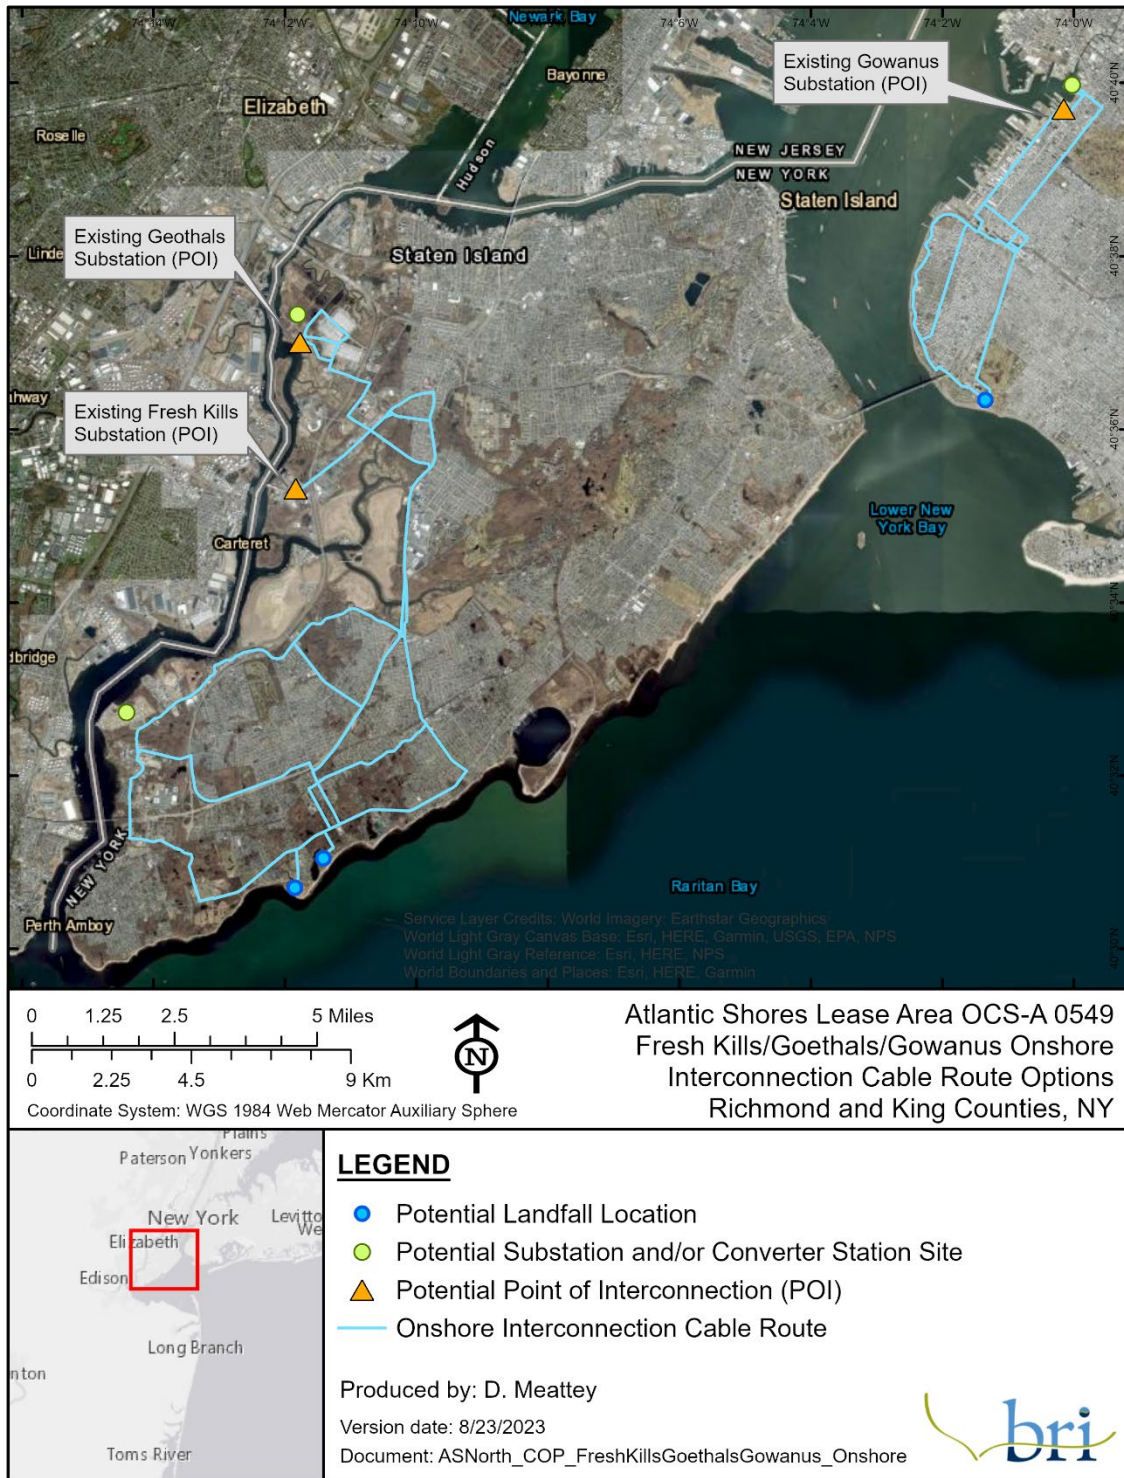 74°14'W
74°12'W
74°10'W
74°6'W
74°4'W
74°2'W
74°0'W
Newark Bay
Bayonne
Elizabeth
Roselle
Existing Gowanus
Substation (POI)
40°40'N
Hudson
NEW JERSEY
NEW YORK
Staten Island
Existing Geothals
Substation (POI)
Linde
Staten Island
40°38'N
ahway
Existing Fresh Kills
Substation (POI)
40°36'N
Lower New
York Bay
Carteret
40°34'N
dbridge
40°32'N
NEW YORK
Raritan Bay
Perth Amboy
Service Layer Credits: World Imagery: Earthstar Geographics
World Light Gray Canvas Base: Esri, HERE, Garmin, USGS, EPA, NPS
World Light Gray Reference: Esri, HERE, NPS
World Boundaries and Places: Esri, HERE, Garmin
40°30'N
0 1.25 2.5 5 Miles
0 2.25 4.5 9 Km
N
Coordinate System: WGS 1984 Web Mercator Auxiliary Sphere
Atlantic Shores Lease Area OCS-A 0549
Fresh Kills/Goethals/Gowanus Onshore
Interconnection Cable Route Options
Richmond and King Counties, NY
Plains
Paterson
Yonkers
New York
Levitto
We
Elizabeth
Edison
Long Branch
nton
Toms River
LEGEND
Potential Landfall Location
Potential Substation and/or Converter Station Site
Potential Point of Interconnection (POI)
Onshore Interconnection Cable Route
Produced by: D. Meattey
Version date: 8/23/2023
Document: ASNorth_COP_FreshKillsGoethalsGowanus_Onshore
bri